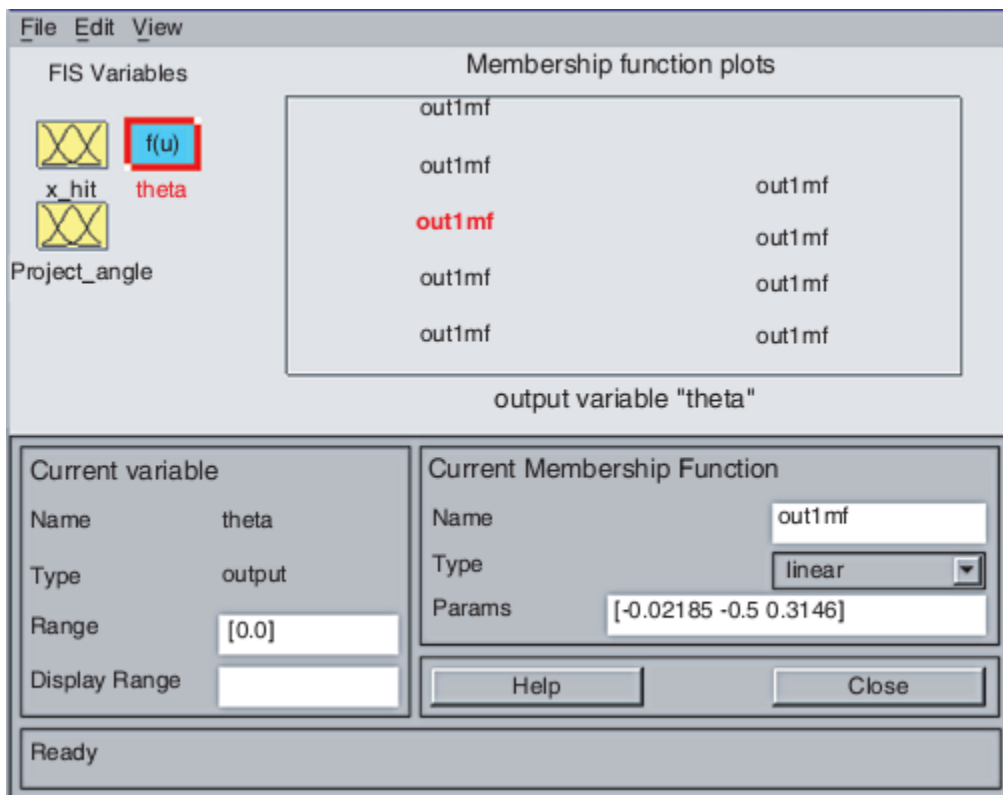 File Edit View
FIS Variables
Membership function plots
f(u)
x_hit
theta
Project_angle
out1mf
out1mf
out1mf
out1mf
out1mf
out1mf
out1mf
out1mf
out1mf
output variable "theta"
Current variable
Name theta
Type output
Range [0.0]
Display Range
Current Membership Function
Name out1mf
Type linear
Params [-0.02185 -0.5 0.3146]
Help
Close
Ready